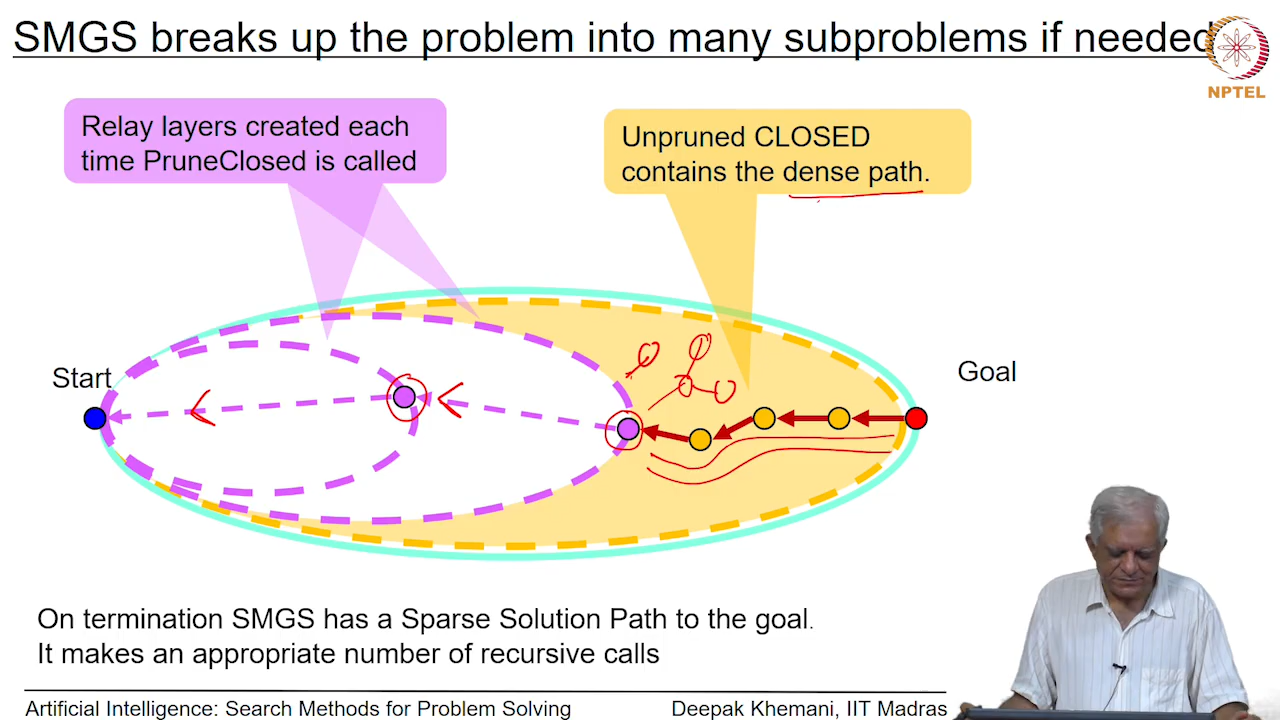 SMGS breaks up the problem into many subproblems if needed
NPTEL
Relay layers created each
time PruneClosed is called
Unpruned CLOSED
contains the dense path.
Start
Goal
On termination SMGS has a Sparse Solution Path to the goal.
It makes an appropriate number of recursive calls
Artificial Intelligence: Search Methods for Problem Solving
Deepak Khemani, IIT Madras